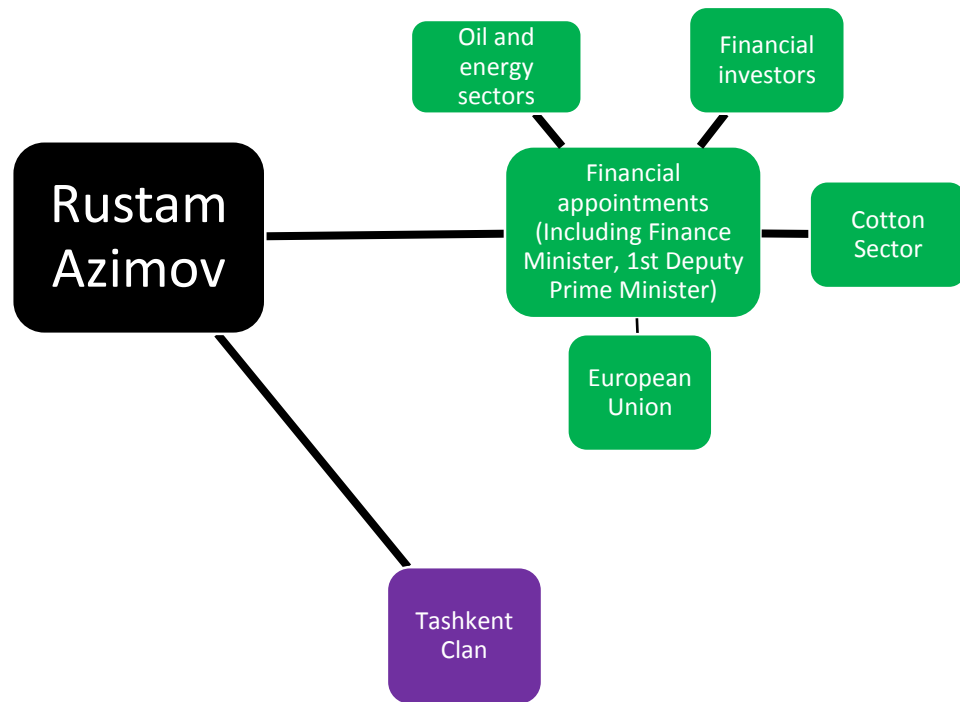 Oil and
energy
sectors
Financial
investors
Rustam
Azimov
Financial
appointments
(Including Finance
Minister, 1st Deputy
Prime Minister)
Cotton
Sector
European
Union
Tashkent
Clan